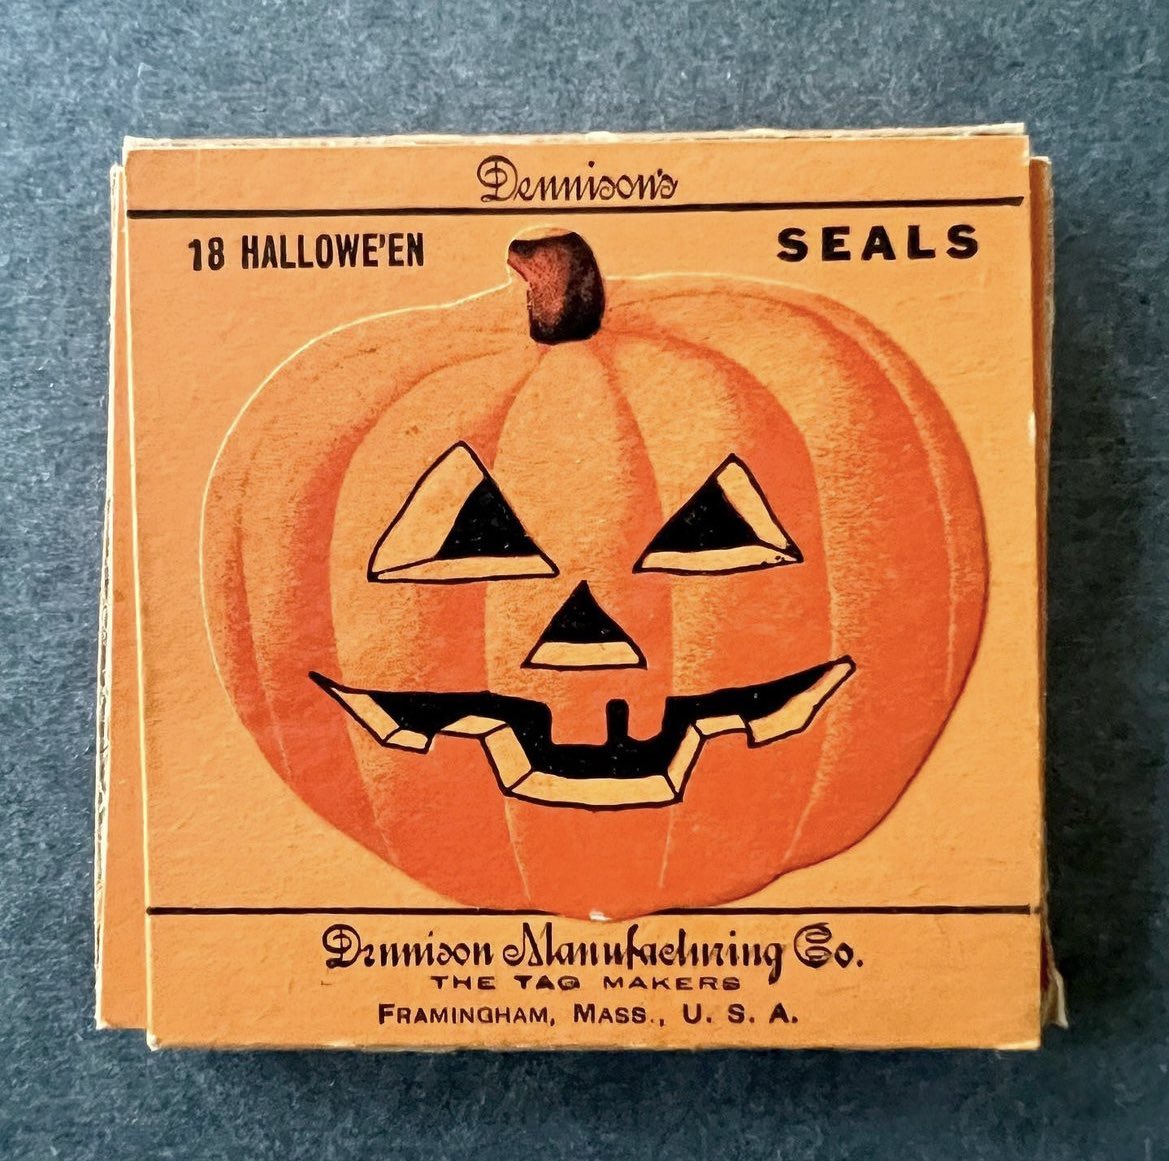 Dennison's
18 HALLOWE'EN SEALS
Dennison Manufacturing Co.
THE TAG MAKERS
FRAMINGHAM, MASS., U. S. A.